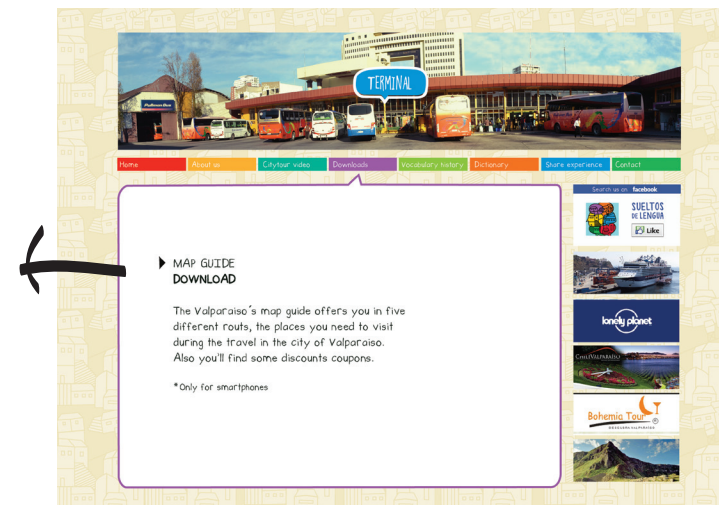 TERMINAL
Pullman Bus
Home
About us
Citytour video
Downloads
Vocabulary history
Dictionary
Share experience
Contact
Search us on facebook
SUELTOS
DE LENGUA
Like
MAP GUIDE
DOWNLOAD
The Valparaiso´s map guide offers you in five
different routs, the places you need to visit
during the travel in the city of Valparaiso.
Also you'll find some discounts coupons.
*Only for smartphones
lonely planet
CHILEVALPARAÍSO
Bohemia Tour